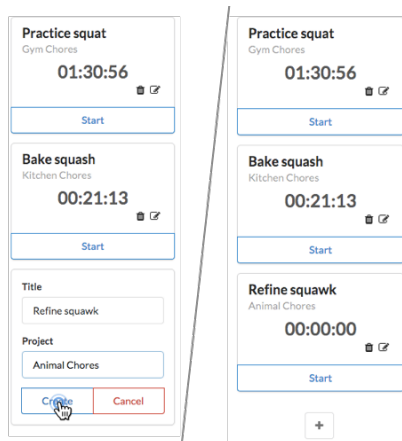 Practice squat
Gym Chores
01:30:56
Start
Bake squash
Kitchen Chores
00:21:13
Start
Title
Refine squawk
Project
Animal Chores
Create
Cancel
Practice squat
Gym Chores
01:30:56
Start
Bake squash
Kitchen Chores
00:21:13
Start
Refine squawk
Animal Chores
00:00:00
Start
+